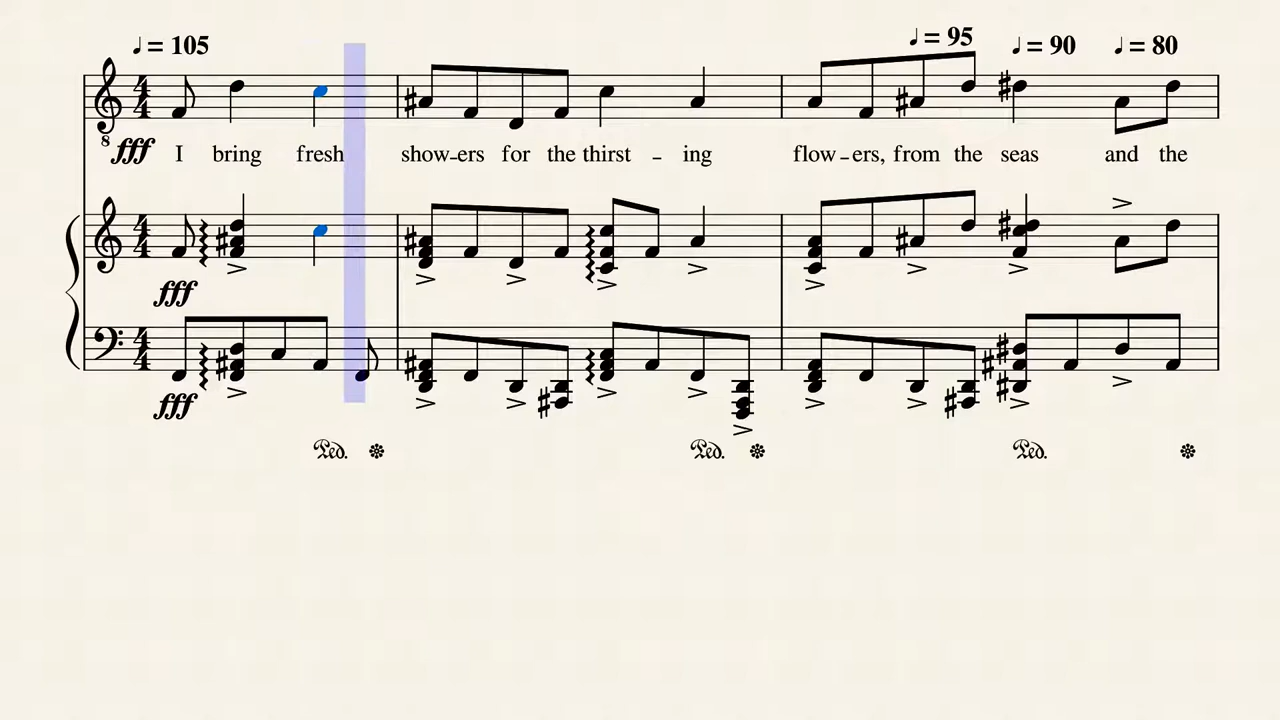 ♩ = 105 ♩ = 95 ♩ = 90 ♩ = 80
8
fff I bring fresh show-ers for the thirst - ing flow-ers, from the seas and the
fff
fff
Ped. Ped. Ped.